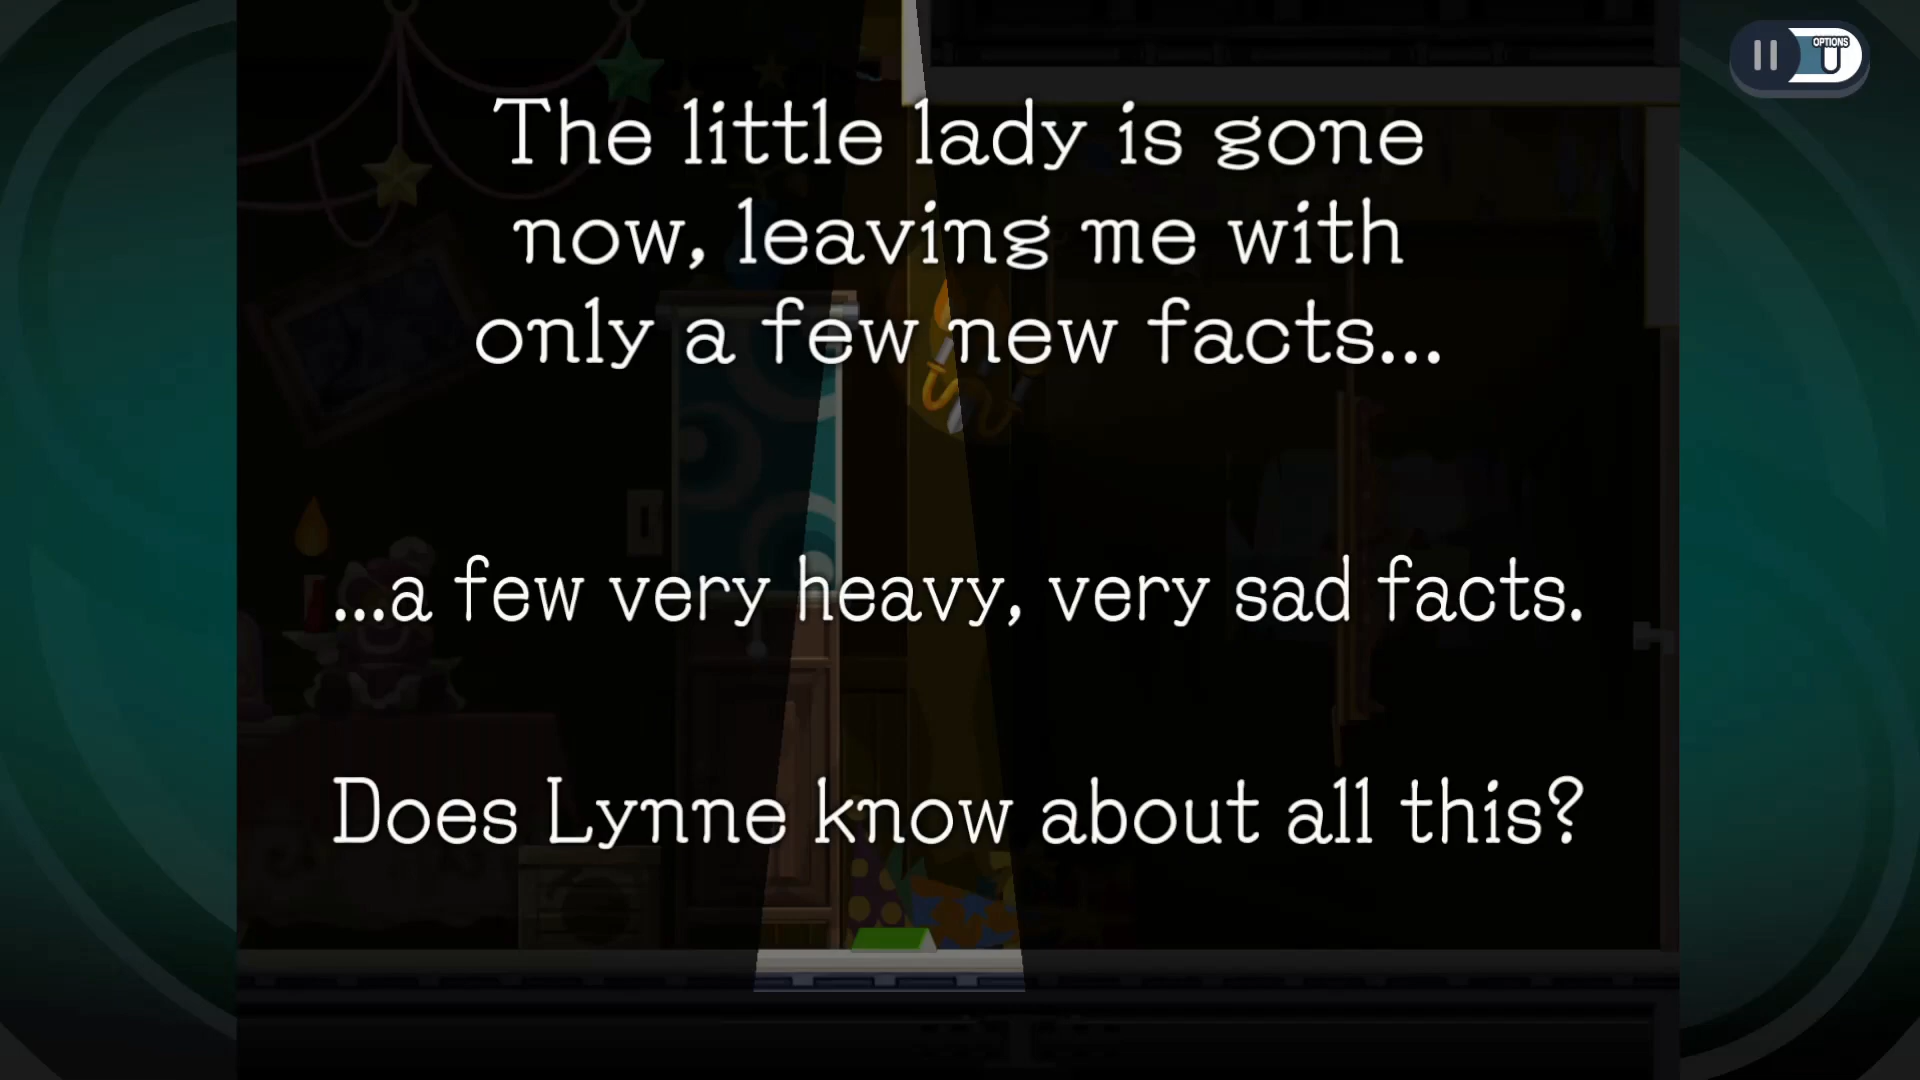 OPTIONS
The little lady is gone
now, leaving me with
only a few new facts...
...a few very heavy, very sad facts.
Does Lynne know about all this?